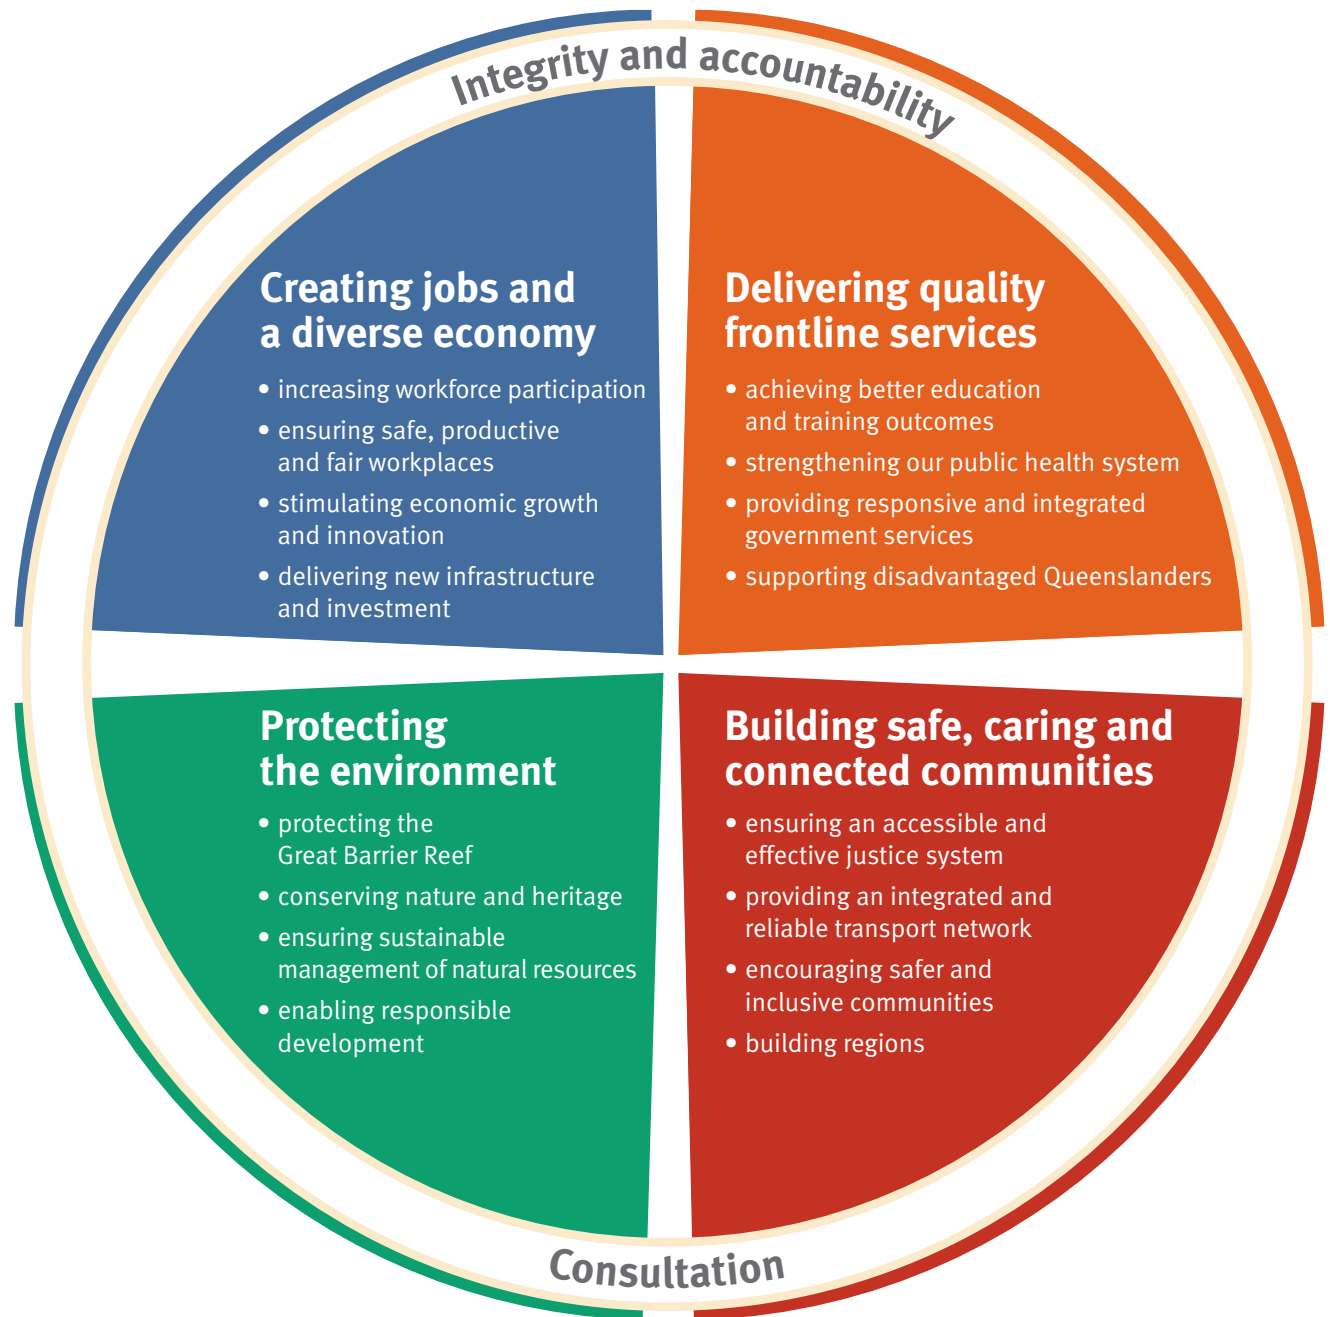 Integrity and accountability
Creating jobs and
a diverse economy
• increasing workforce participation
• ensuring safe, productive
and fair workplaces
• stimulating economic growth
and innovation
• delivering new infrastructure
and investment
Delivering quality
frontline services
• achieving better education
and training outcomes
• strengthening our public health system
• providing responsive and integrated
government services
• supporting disadvantaged Queenslanders
Protecting
the environment
• protecting the
Great Barrier Reef
• conserving nature and heritage
• ensuring sustainable
management of natural resources
• enabling responsible
development
Building safe, caring and
connected communities
• ensuring an accessible and
effective justice system
• providing an integrated and
reliable transport network
• encouraging safer and
inclusive communities
• building regions
Consultation